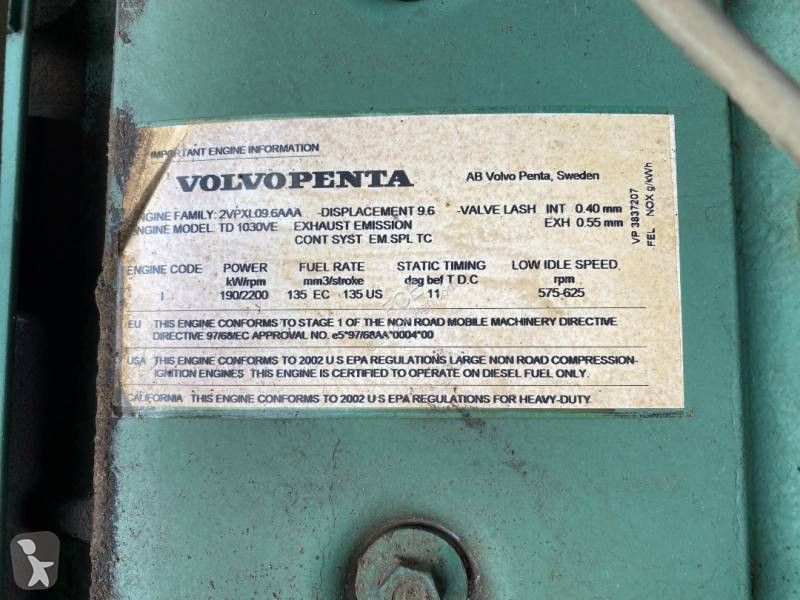 IMPORTANT ENGINE INFORMATION
VOLVO PENTA AB Volvo Penta, Sweden
ENGINE FAMILY: 2VPXL09.6AAA -DISPLACEMENT 9.6 -VALVE LASH INT 0.40 mm
ENGINE MODEL TD 1030VE EXHAUST EMISSION EXH 0.55 mm
CONT SYST EM.SPL TC
ENGINE CODE POWER FUEL RATE STATIC TIMING LOW IDLE SPEED
kW/rpm mm3/stroke dag bef T D.C rpm
I 190/2200 135 EC 135 US 11 575-625
EU THIS ENGINE CONFORMS TO STAGE 1 OF THE NON ROAD MOBILE MACHINERY DIRECTIVE
DIRECTIVE 97/68/EC APPROVAL NO. e5*97/68AA*0004*00
USA THIS ENGINE CONFORMS TO 2002 U S EPA REGULATIONS LARGE NON ROAD COMPRESSION-
IGNITION ENGINES THIS ENGINE IS CERTIFIED TO OPERATE ON DIESEL FUEL ONLY.
CALIFORNIA THIS ENGINE CONFORMS TO 2002 U S EPA REGULATIONS FOR HEAVY-DUTY
VP 3837207
FEL NOX g/kWh